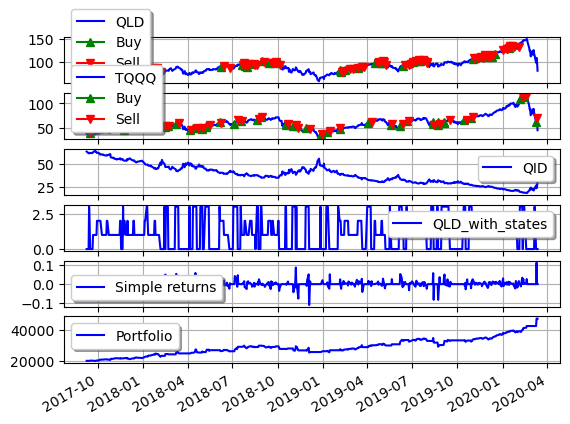 QLD
Buy
Sell
150
100
TQQQ
Buy
Sell
100
50
QID
50
25
QLD_with_states
2.5
0.0
Simple returns
0.1
0.0
−0.1
Portfolio
40000
20000
2017-10 2018-01 2018-04 2018-07 2018-10 2019-01 2019-04 2019-07 2019-10 2020-01 2020-04